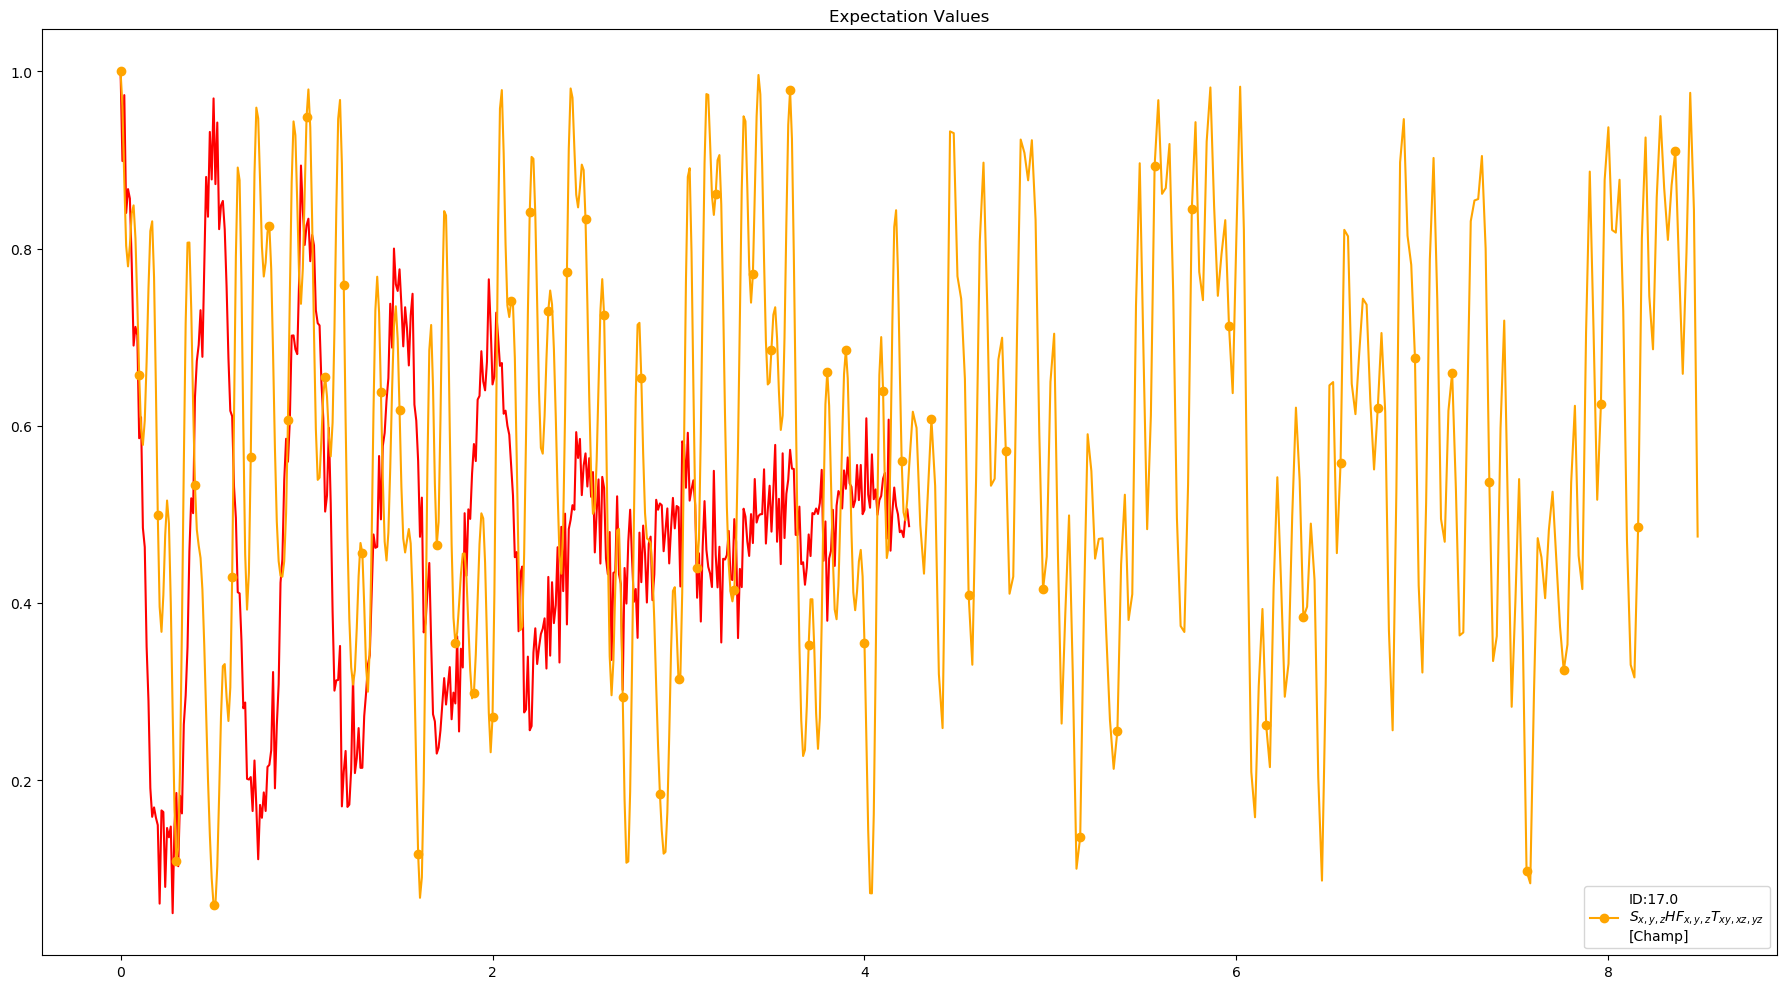 Expectation Values
1.0
0.8
0.6
0.4
0.2
0
2
4
6
8
ID:17.0
$S_{x,y,z}HF_{x,y,z}T_{xy,xz,yz}$
[Champ]